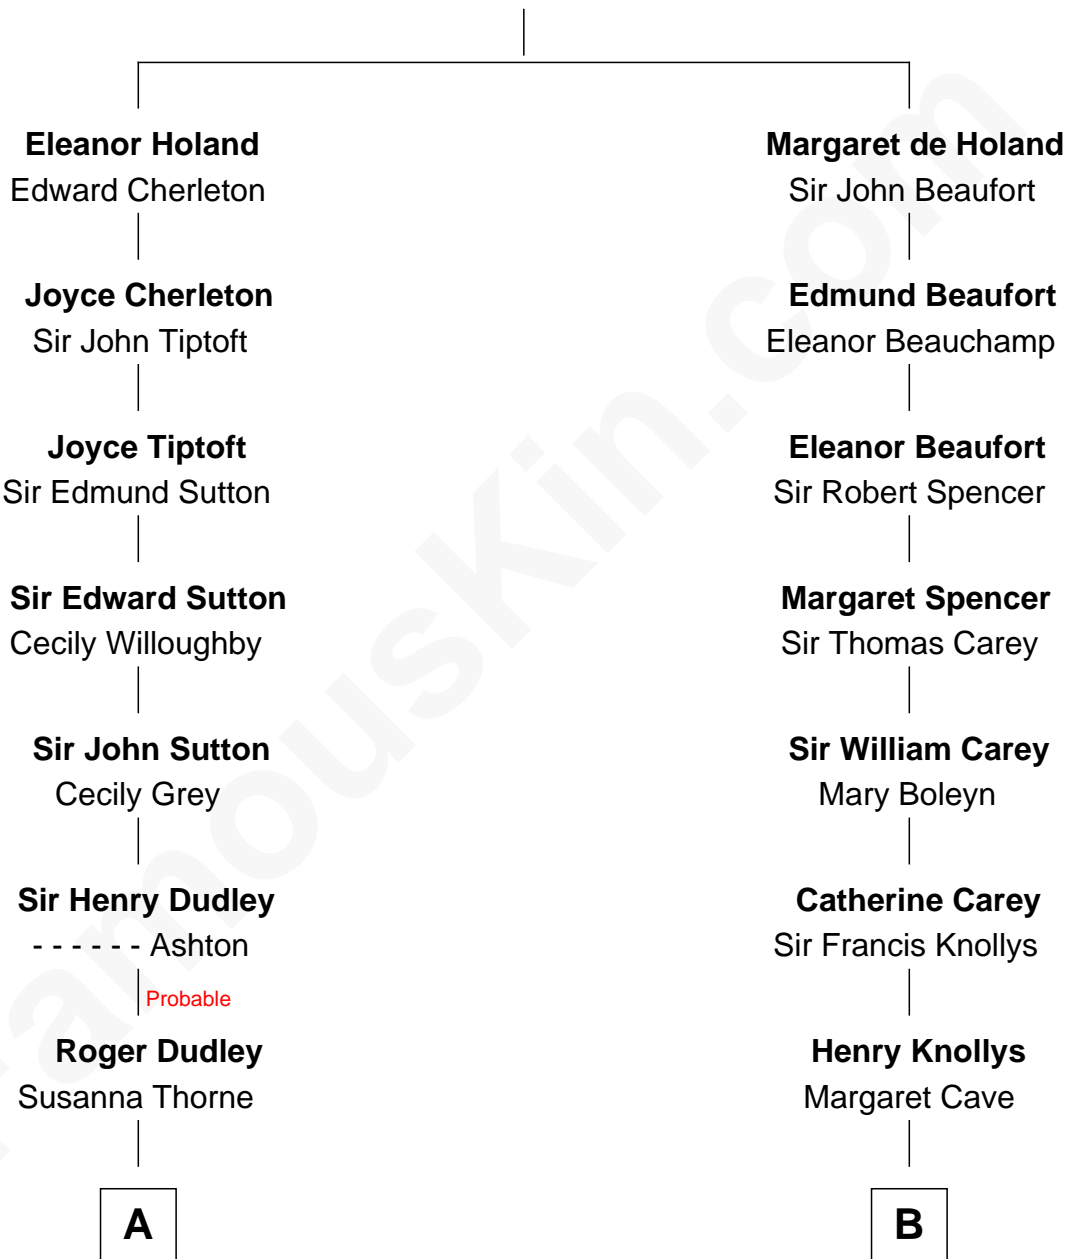 Eleanor Holand
Edward Cherleton
Joyce Cherleton
Sir John Tiptoft
Joyce Tiptoft
Sir Edmund Sutton
Sir Edward Sutton
Cecily Willoughby
Sir John Sutton
Cecily Grey
Sir Henry Dudley
- - - - - - Ashton
Probable
Roger Dudley
Susanna Thorne
A
Margaret de Holand
Sir John Beaufort
Edmund Beaufort
Eleanor Beauchamp
Eleanor Beaufort
Sir Robert Spencer
Margaret Spencer
Sir Thomas Carey
Sir William Carey
Mary Boleyn
Catherine Carey
Sir Francis Knollys
Henry Knollys
Margaret Cave
B
FamousKin.com